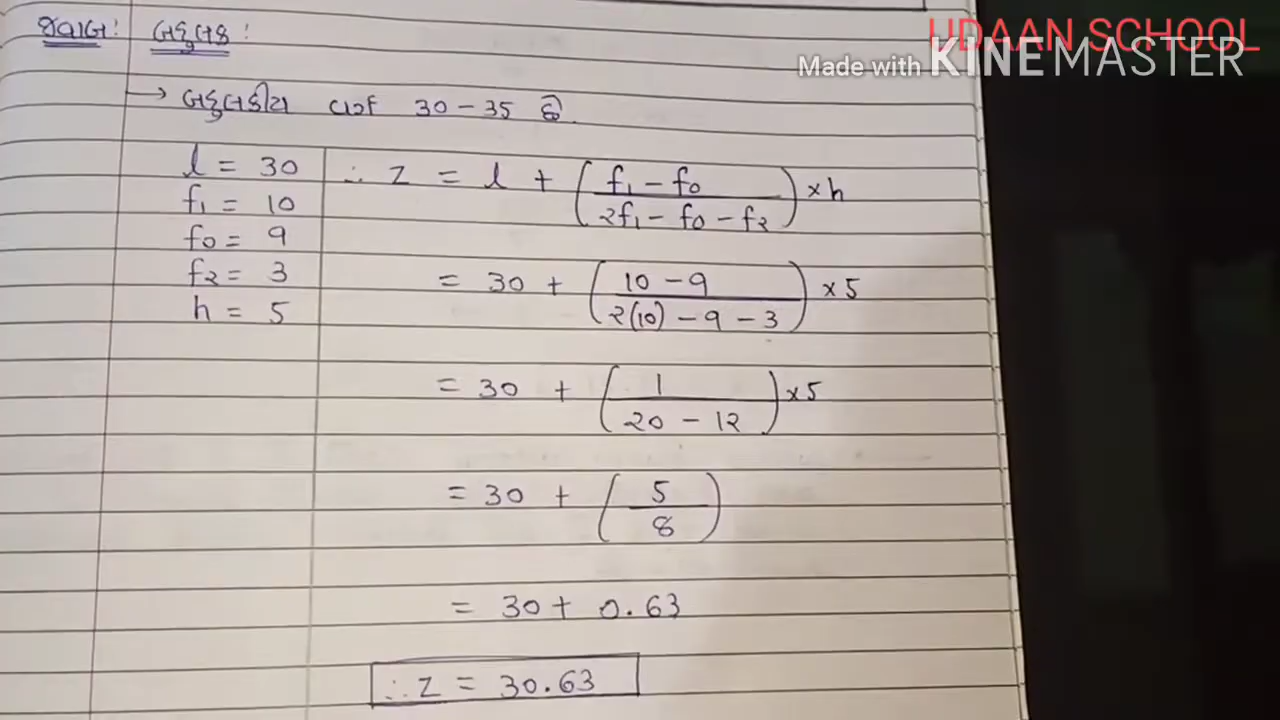 UDAAN SCHOOL
Made with KINEMASTER
જવાબ: બહુલક :
→ બહુલકીય વર્ગ 30 - 35 છે.
l = 30
f₁ = 10
f₀ = 9
f₂ = 3
h = 5
∴ Z = l + ( f₁ - f₀ / 2f₁ - f₀ - f₂ ) × h
= 30 + ( 10 - 9 / 2(10) - 9 - 3 ) × 5
= 30 + ( 1 / 20 - 12 ) × 5
= 30 + ( 5 / 8 )
= 30 + 0.63
∴ Z = 30.63